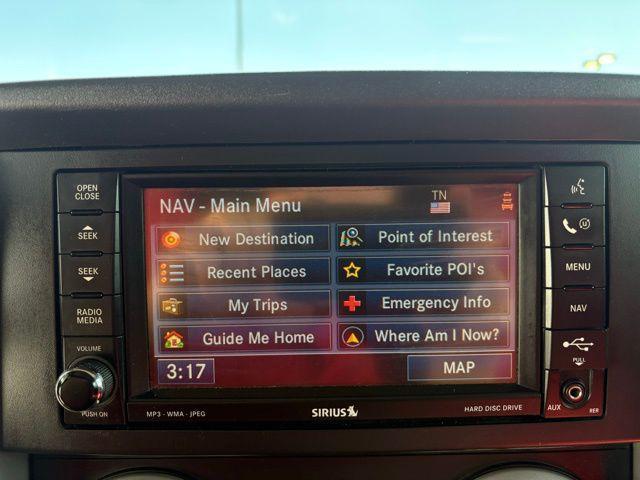 OPEN
CLOSE
SEEK
SEEK
RADIO
MEDIA
VOLUME
PUSH ON
NAV - Main Menu
TN
New Destination
Point of Interest
Recent Places
Favorite POI's
My Trips
Emergency Info
Guide Me Home
Where Am I Now?
3:17
MAP
MP3 - WMA - JPEG
SIRIUS
HARD DISC DRIVE
U
MENU
NAV
PULL
AUX
RER